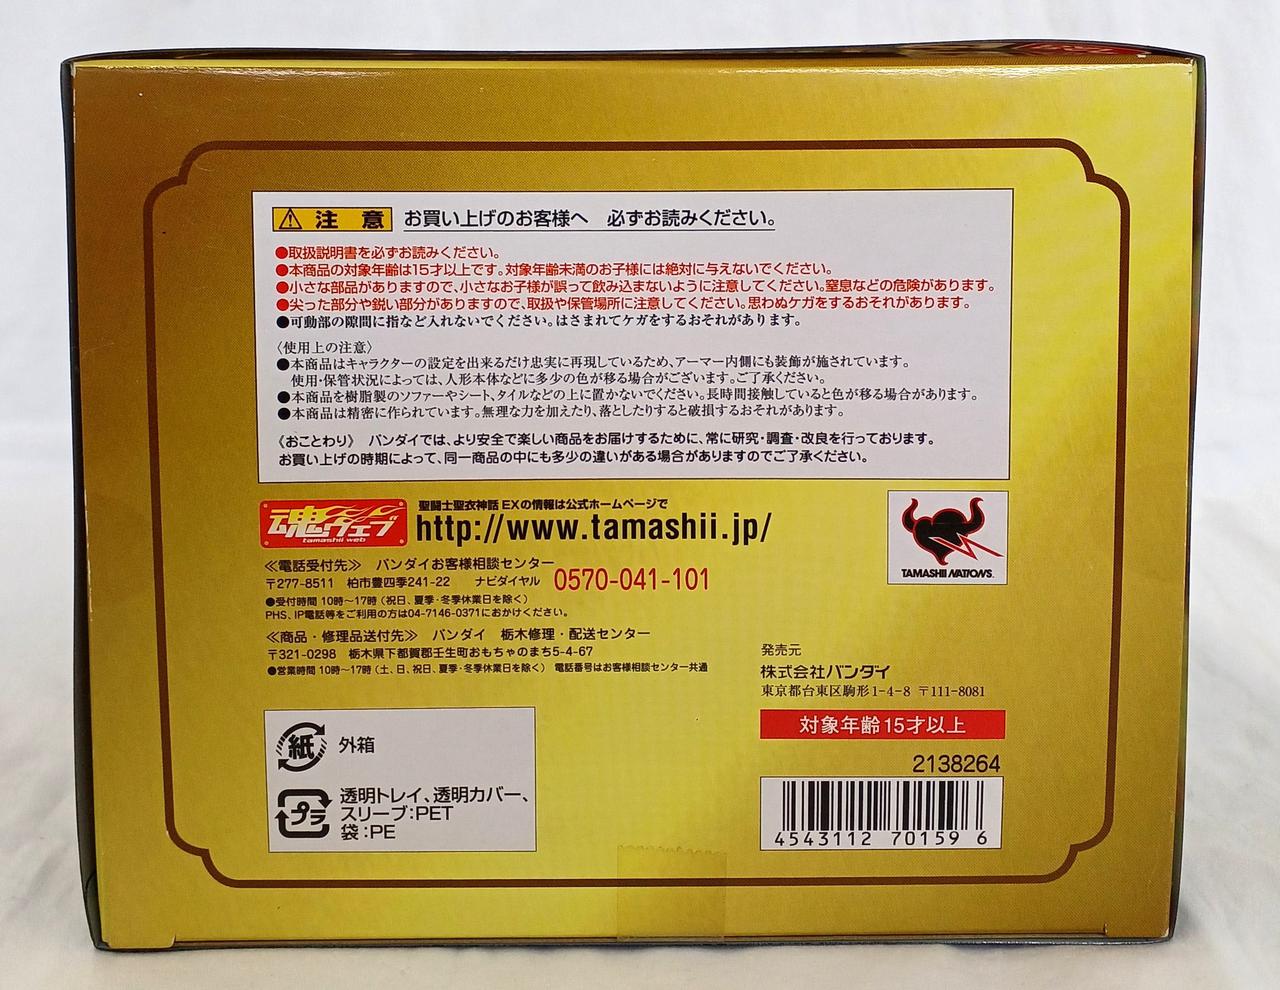 注 意 お買い上げのお客様へ 必ずお読みください。
●取扱説明書を必ずお読みください。
●本商品の対象年齢は15才以上です。対象年齢未満のお子様には絶対に与えないでください。
●小さな部品がありますので、小さなお子様が誤って飲み込まないように注意してください。窒息などの危険があります。
●尖った部分や鋭い部分がありますので、取扱や保管場所に注意してください。思わぬケガをするおそれがあります。
●可動部の隙間に指など入れないでください。はさまれてケガをするおそれがあります。
〈使用上の注意〉
●本商品はキャラクターの設定を出来るだけ忠実に再現しているため、アーマー内側にも装飾が施されています。
使用・保管状況によっては、人形本体などに多少の色が移る場合がございます。ご了承ください。
●本商品を樹脂製のソファーやシート、タイルなどの上に置かないでください。長時間接触していると色が移る場合があります。
●本商品は精密に作られています。無理な力を加えたり、落としたりすると破損するおそれがあります。
《おことわり》 バンダイでは、より安全で楽しい商品をお届けするために、常に研究・調査・改良を行っております。
お買い上げの時期によって、同一商品の中にも多少の違いがある場合がありますのでご了承ください。
魂ウェブ
tamashii web
聖闘士聖衣神話 EXの情報は公式ホームページで
http://www.tamashii.jp/
TAMASHII NATIONS
≪電話受付先≫ バンダイお客様相談センター
〒277-8511 柏市豊四季241-22 ナビダイヤル 0570-041-101
●受付時間 10時〜17時（祝日、夏季・冬季休業日を除く）
PHS、IP電話等をご利用の方は04-7146-0371におかけください。
≪商品・修理品送付先≫ バンダイ 栃木修理・配送センター
〒321-0298 栃木県下都賀郡壬生町おもちゃのまち5-4-67
●営業時間 10時〜17時（土、日、祝日、夏季・冬季休業日を除く） 電話番号はお客様相談センター共通
発売元
株式会社バンダイ
東京都台東区駒形1-4-8 〒111-8081
対象年齢15才以上
2138264
4543112 70159 6
紙 外箱
プラ 透明トレイ、透明カバー、
スリーブ:PET
袋:PE